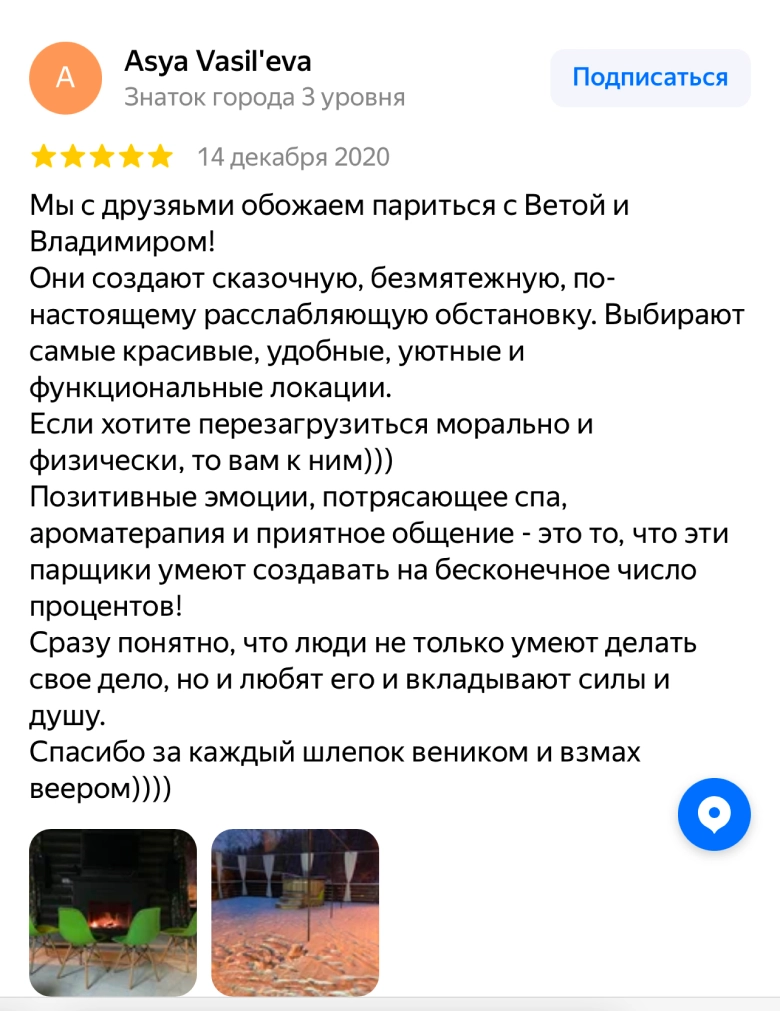 A
Asya Vasil'eva
Знаток города 3 уровня
Подписаться
14 декабря 2020
Мы с друзяьми обожаем париться с Ветой и
Владимиром!
Они создают сказочную, безмятежную, по-
настоящему расслабляющую обстановку. Выбирают
самые красивые, удобные, уютные и
функциональные локации.
Если хотите перезагрузиться морально и
физически, то вам к ним)))
Позитивные эмоции, потрясающее спа,
ароматерапия и приятное общение - это то, что эти
парщики умеют создавать на бесконечное число
процентов!
Сразу понятно, что люди не только умеют делать
свое дело, но и любят его и вкладывают силы и
душу.
Спасибо за каждый шлепок веником и взмах
веером))))